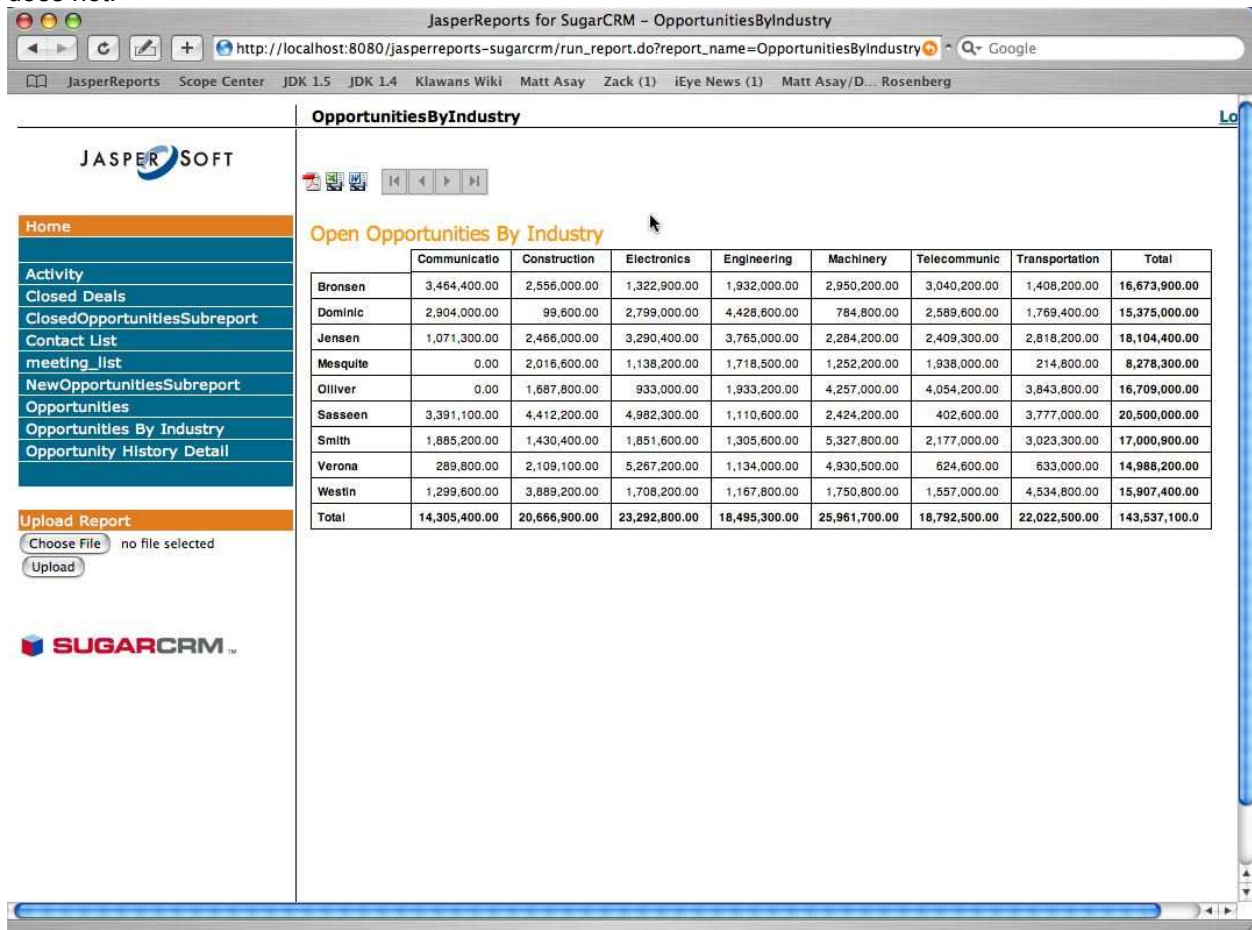 does not.
JasperReports for SugarCRM – OpportunitiesByIndustry
http://localhost:8080/jasperreports-sugarcrm/run_report.do?report_name=OpportunitiesByIndustry Google
JasperReports Scope Center JDK 1.5 JDK 1.4 Klawans Wiki Matt Asay Zack (1) iEye News (1) Matt Asay/D... Rosenberg
OpportunitiesByIndustry Lo
JASPERSOFT
Home
Activity
Closed Deals
ClosedOpportunitiesSubreport
Contact List
meeting_list
NewOpportunitiesSubreport
Opportunities
Opportunities By Industry
Opportunity History Detail
Upload Report
Choose File no file selected
Upload
SUGARCRM TM
Open Opportunities By Industry
Communicatio Construction Electronics Engineering Machinery Telecommunic Transportation Total
Bronsen 3,464,400.00 2,556,000.00 1,322,900.00 1,932,000.00 2,950,200.00 3,040,200.00 1,408,200.00 16,673,900.00
Dominic 2,904,000.00 99,600.00 2,799,000.00 4,428,600.00 784,800.00 2,589,600.00 1,769,400.00 15,375,000.00
Jensen 1,071,300.00 2,466,000.00 3,290,400.00 3,765,000.00 2,284,200.00 2,409,300.00 2,818,200.00 18,104,400.00
Mesquite 0.00 2,016,600.00 1,138,200.00 1,718,500.00 1,252,200.00 1,938,000.00 214,800.00 8,278,300.00
Olliver 0.00 1,687,800.00 933,000.00 1,933,200.00 4,257,000.00 4,054,200.00 3,843,800.00 16,709,000.00
Sasseen 3,391,100.00 4,412,200.00 4,982,300.00 1,110,600.00 2,424,200.00 402,600.00 3,777,000.00 20,500,000.00
Smith 1,885,200.00 1,430,400.00 1,851,600.00 1,305,600.00 5,327,800.00 2,177,000.00 3,023,300.00 17,000,900.00
Verona 289,800.00 2,109,100.00 5,267,200.00 1,134,000.00 4,930,500.00 624,600.00 633,000.00 14,988,200.00
Westin 1,299,600.00 3,889,200.00 1,708,200.00 1,167,800.00 1,750,800.00 1,557,000.00 4,534,800.00 15,907,400.00
Total 14,305,400.00 20,666,900.00 23,292,800.00 18,495,300.00 25,961,700.00 18,792,500.00 22,022,500.00 143,537,100.0